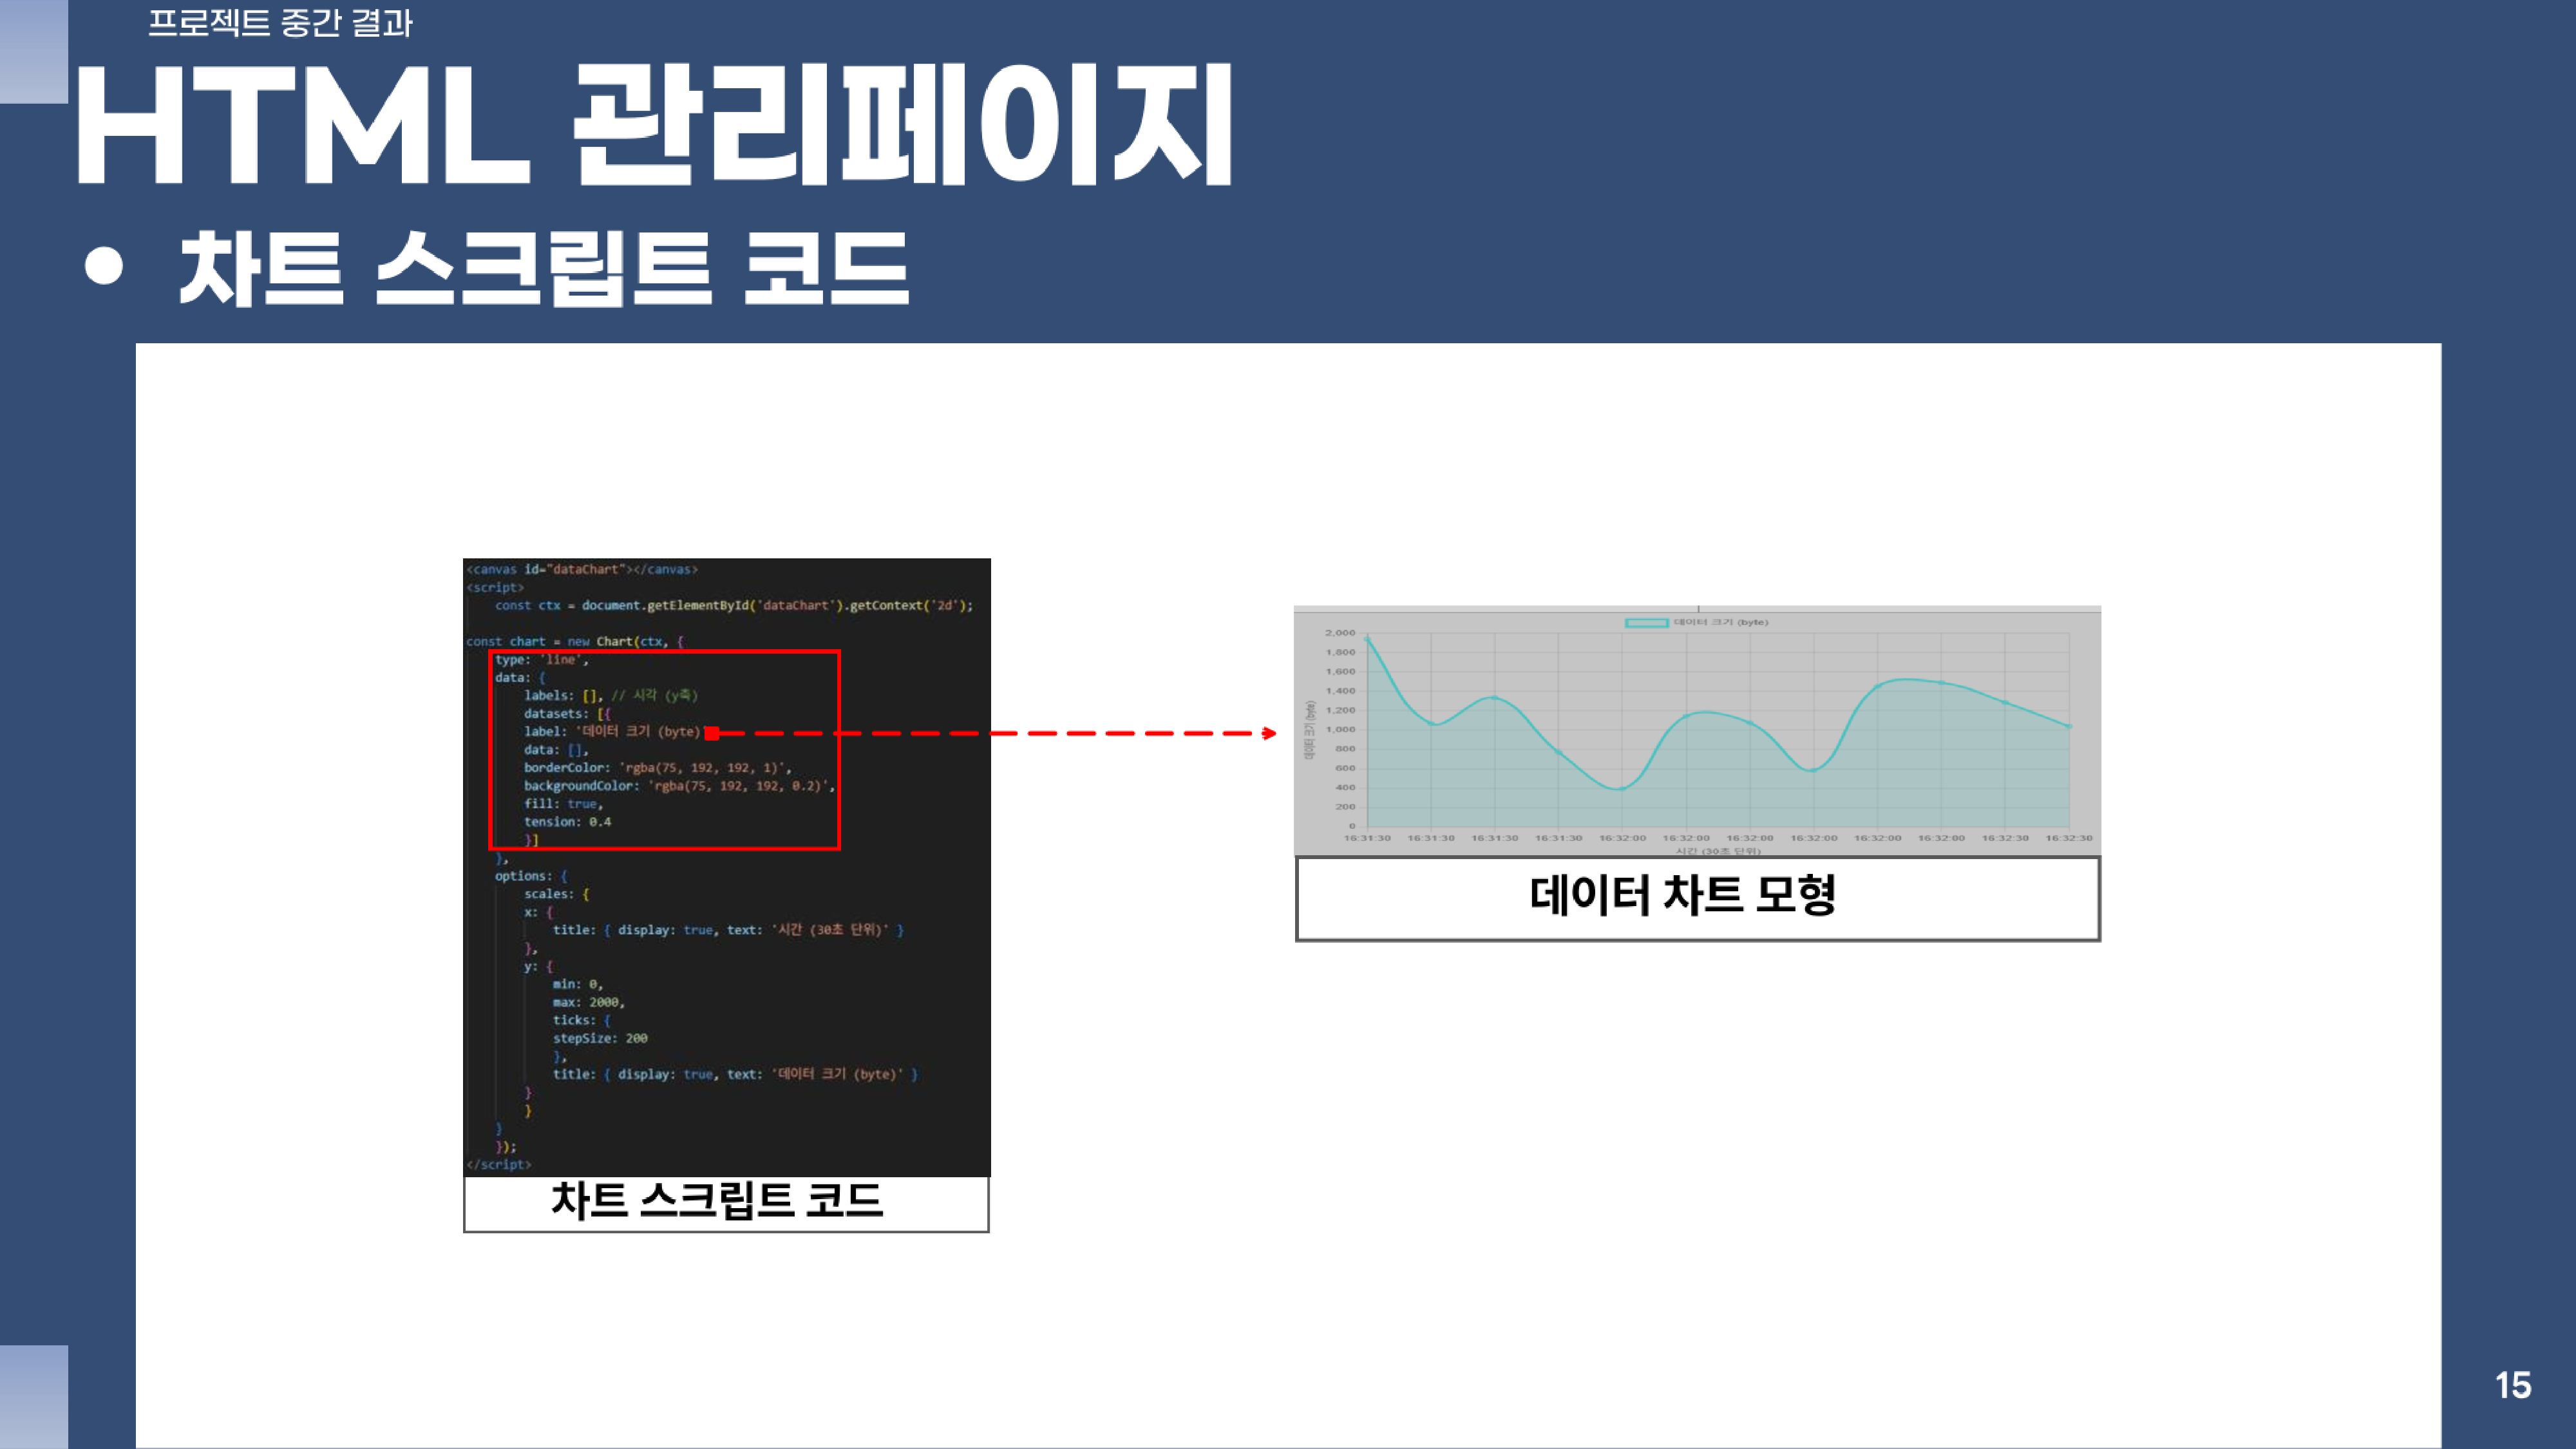 프로젝트 중간 결과
HTML 관리페이지
• 차트 스크립트 코드
<canvas id="dataChart"></canvas>
<script>
const ctx = document.getElementById('dataChart').getContext('2d');
const chart = new Chart(ctx, {
type: 'line',
data: {
labels: [], // 시각 (y축)
datasets: [{
label: '데이터 크기 (byte)'
data: [],
borderColor: 'rgba(75, 192, 192, 1)',
backgroundColor: 'rgba(75, 192, 192, 0.2)',
fill: true,
tension: 0.4
}]
},
options: {
scales: {
x: {
title: { display: true, text: '시간 (30초 단위)' }
},
y: {
min: 0,
max: 2000,
ticks: {
stepSize: 200
},
title: { display: true, text: '데이터 크기 (byte)' }
}
}
}
});
</script>
차트 스크립트 코드
데이터 크기 (byte)
데이터 크기 (byte)
2,000
1,800
1,600
1,400
1,200
1,000
800
600
400
200
0
16:31:30 16:31:30 16:31:30 16:31:30 16:32:00 16:32:00 16:32:00 16:32:00 16:32:00 16:32:00 16:32:30 16:32:30
시간 (30초 단위)
데이터 차트 모형
15